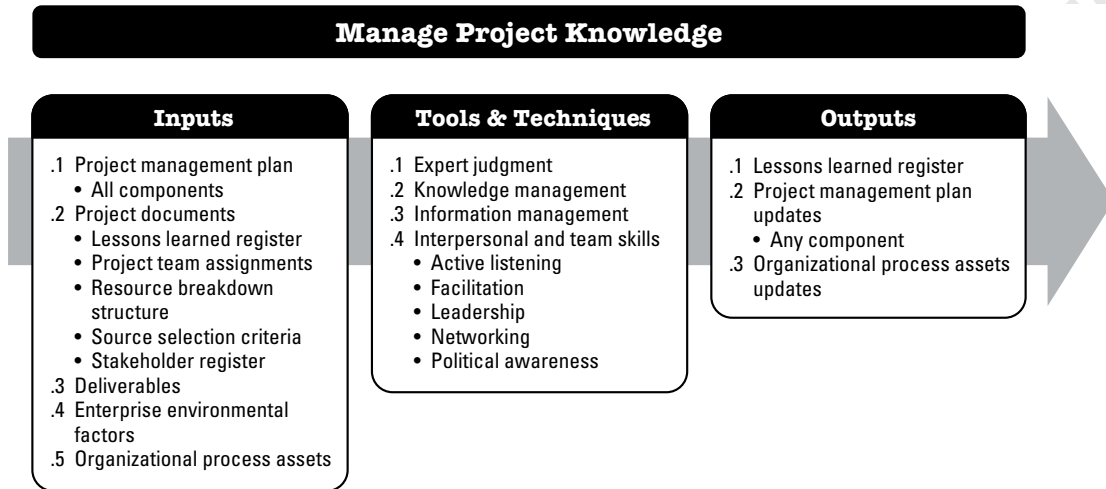 Manage Project Knowledge
Inputs
.1 Project management plan
• All components
.2 Project documents
• Lessons learned register
• Project team assignments
• Resource breakdown
structure
• Source selection criteria
• Stakeholder register
.3 Deliverables
.4 Enterprise environmental
factors
.5 Organizational process assets
Tools & Techniques
.1 Expert judgment
.2 Knowledge management
.3 Information management
.4 Interpersonal and team skills
• Active listening
• Facilitation
• Leadership
• Networking
• Political awareness
Outputs
.1 Lessons learned register
.2 Project management plan
updates
• Any component
.3 Organizational process assets
updates